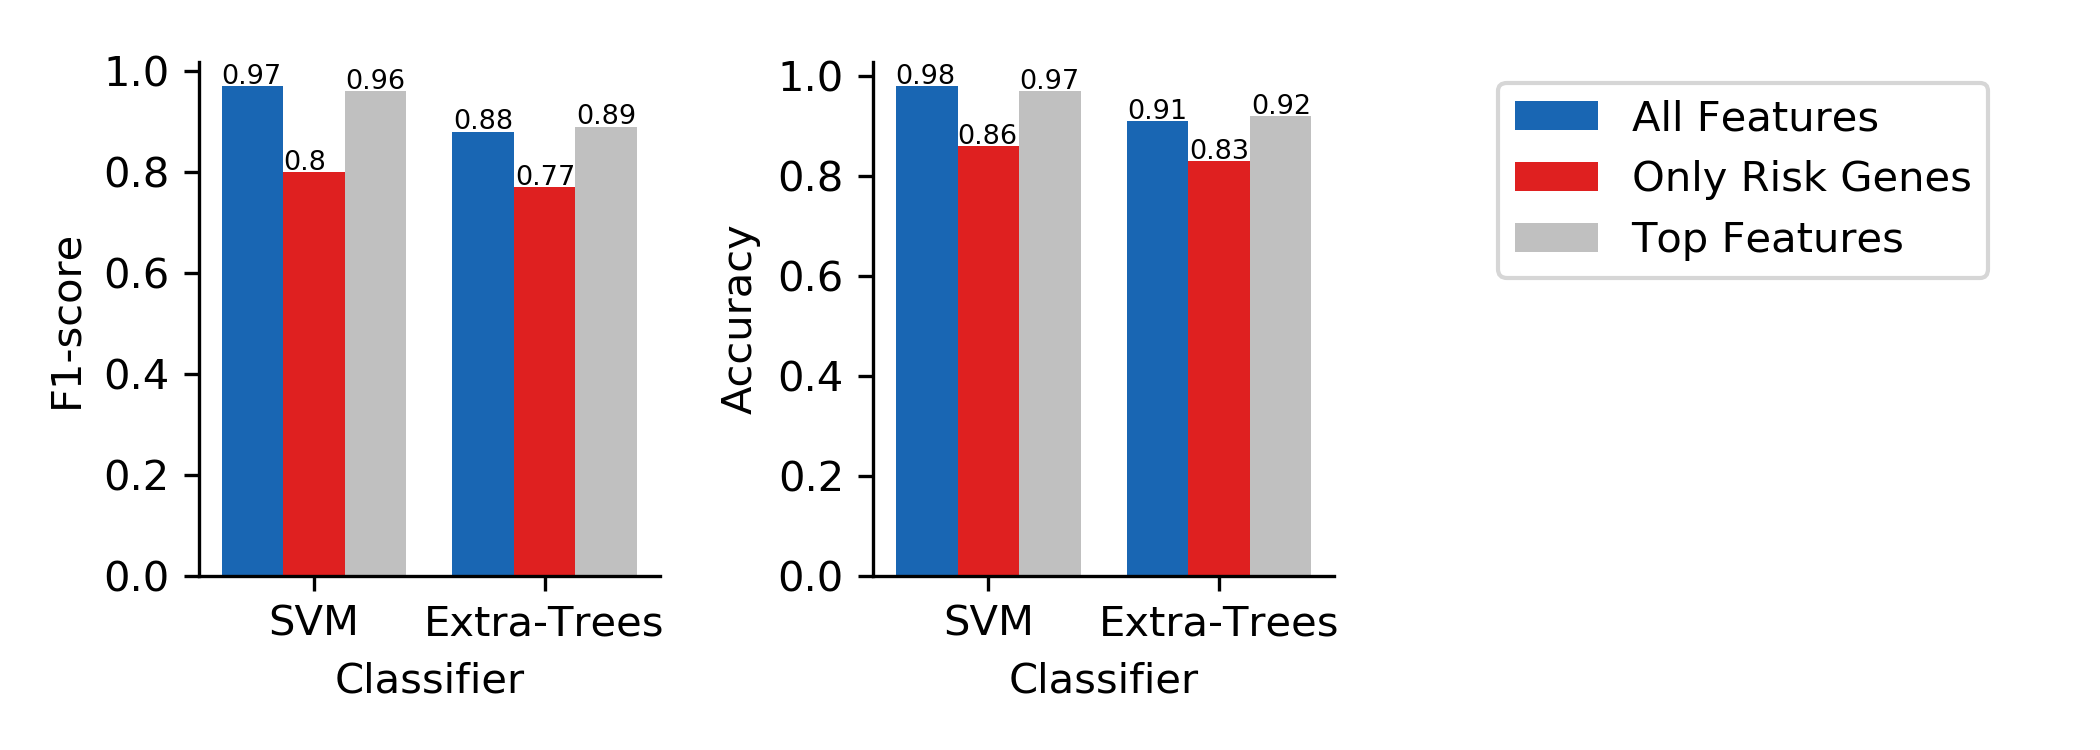 F1-score
1.0
0.8
0.6
0.4
0.2
0.0
0.97
0.8
0.96
0.88
0.77
0.89
SVM
Extra-Trees
Classifier
Accuracy
1.0
0.8
0.6
0.4
0.2
0.0
0.98
0.86
0.97
0.91
0.83
0.92
SVM
Extra-Trees
Classifier
All Features
Only Risk Genes
Top Features